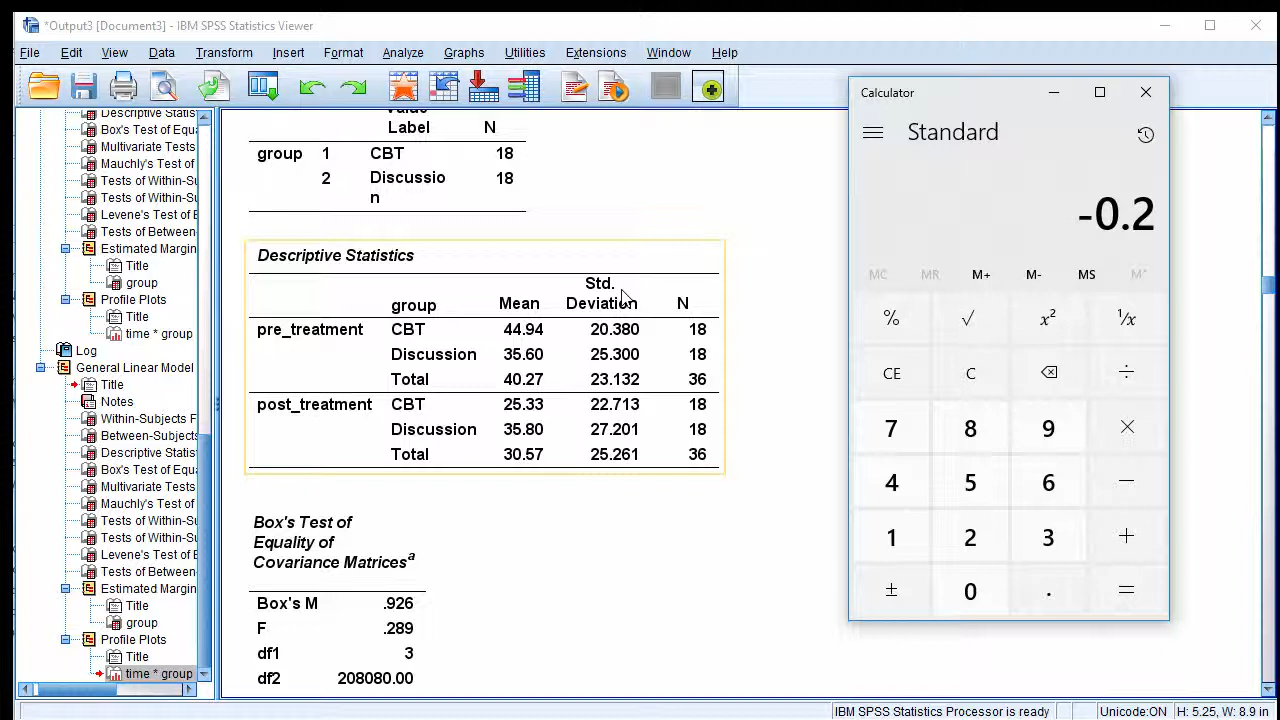 *Output3 [Document3] - IBM SPSS Statistics Viewer
File Edit View Data Transform Insert Format Analyze Graphs Utilities Extensions Window Help
Descriptive Statis
Box's Test of Equa
Multivariate Tests
Mauchly's Test of
Tests of Within-Su
Tests of Within-Su
Levene's Test of E
Tests of Between-
Estimated Margin
Title
group
Profile Plots
Title
time * group
Log
General Linear Model
Title
Notes
Within-Subjects F
Between-Subjects
Descriptive Statis
Box's Test of Equa
Multivariate Tests
Mauchly's Test of
Tests of Within-Su
Tests of Within-Su
Levene's Test of E
Tests of Between-
Estimated Margin
Title
group
Profile Plots
Title
time * group
Value
Label N
group 1 CBT 18
2 Discussio
n 18
Descriptive Statistics
group Mean Std. Deviation N
pre_treatment CBT 44.94 20.380 18
Discussion 35.60 25.300 18
Total 40.27 23.132 36
post_treatment CBT 25.33 22.713 18
Discussion 35.80 27.201 18
Total 30.57 25.261 36
Box's Test of
Equality of
Covariance Matricesa
Box's M .926
F .289
df1 3
df2 208080.00
Calculator
Standard
-0.2
MC MR M+ M- MS M˅
% √ x² ¹/x
CE C ÷
7 8 9 ×
4 5 6 −
1 2 3 +
± 0 . =
IBM SPSS Statistics Processor is ready Unicode:ON H: 5.25, W: 8.9 in